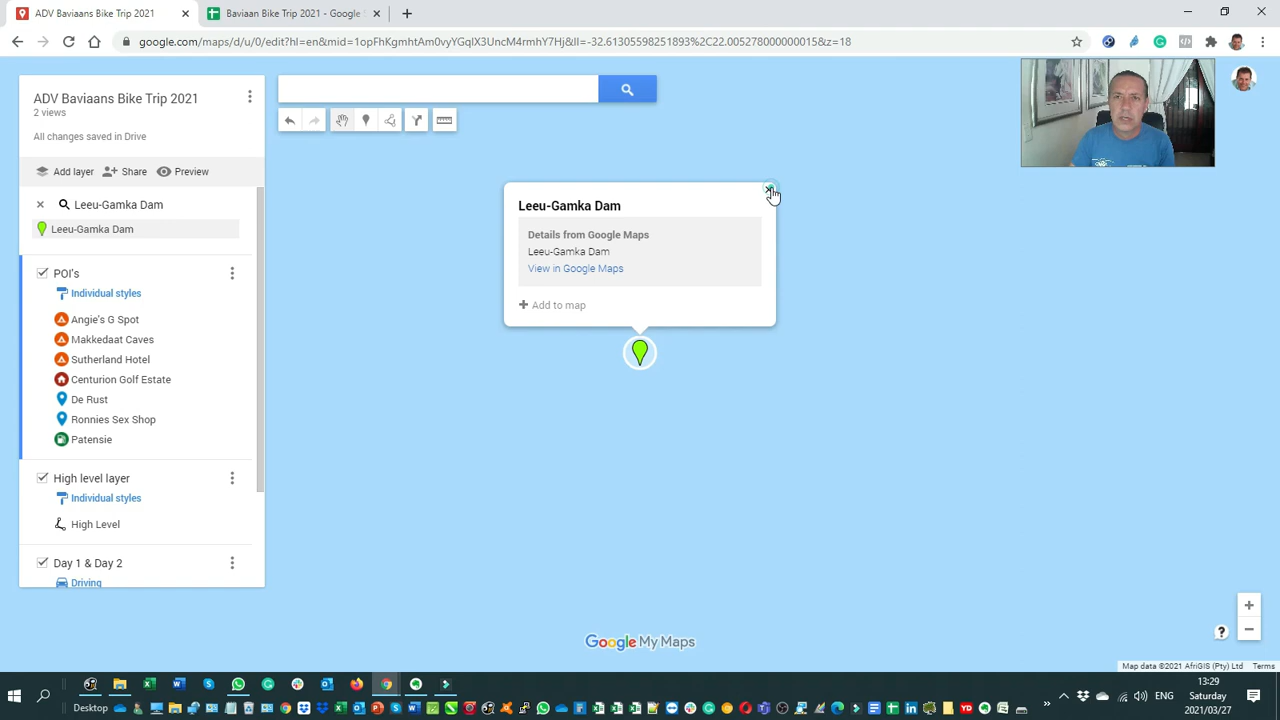 ADV Baviaans Bike Trip 2021
Baviaan Bike Trip 2021 - Google
google.com/maps/d/u/0/edit?hl=en&mid=1opFhKgmhtAm0vyYGqlX3UncM4rmhY7Hj&ll=-32.61305598251893%2C22.0052780000015&z=18
ADV Baviaans Bike Trip 2021
2 views
All changes saved in Drive
Add layer
Share
Preview
Leeu-Gamka Dam
Leeu-Gamka Dam
POI's
Individual styles
Angie's G Spot
Makkedaat Caves
Sutherland Hotel
Centurion Golf Estate
De Rust
Ronnies Sex Shop
Patensie
High level layer
Individual styles
High Level
Day 1 & Day 2
Driving
Leeu-Gamka Dam
Details from Google Maps
Leeu-Gamka Dam
View in Google Maps
Add to map
Google My Maps
Map data ©2021 AfriGIS (Pty) Ltd
Terms
Desktop
ENG
13:29
Saturday
2021/03/27